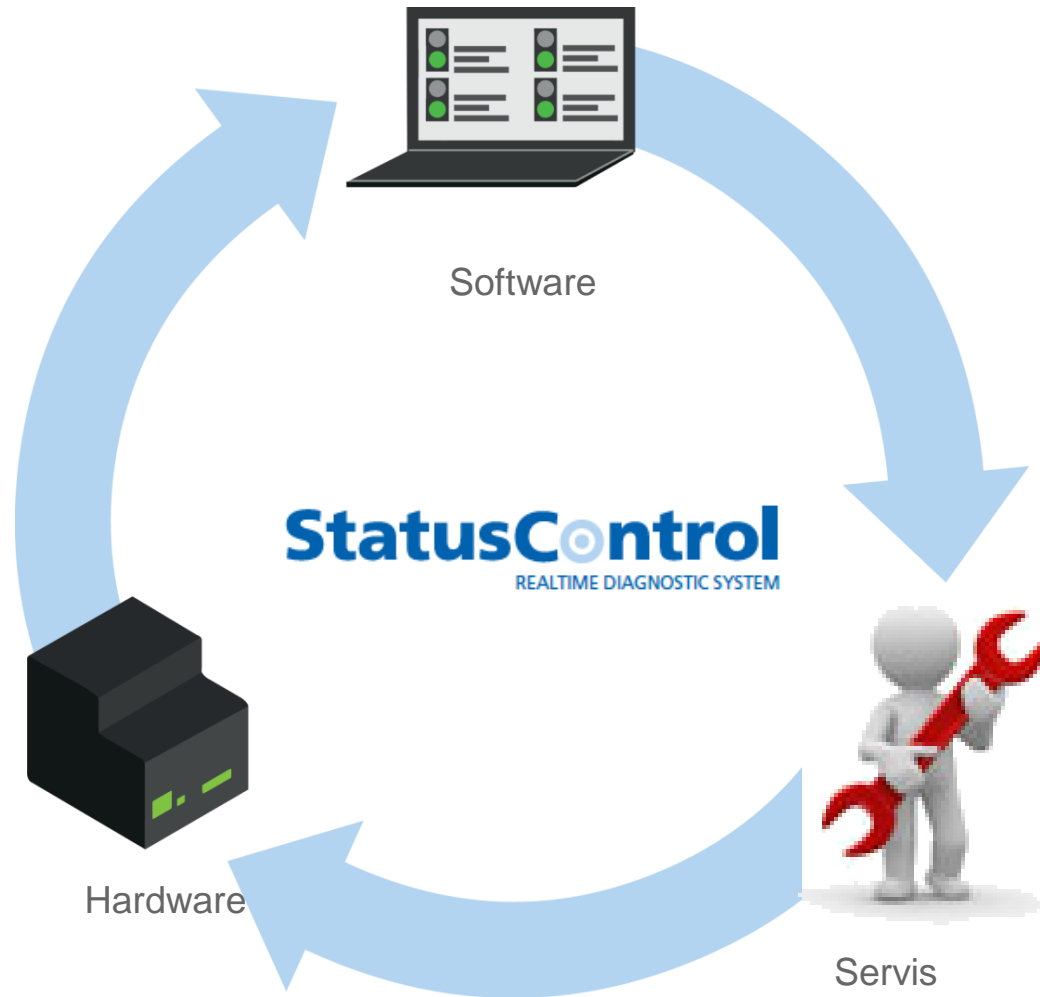 Software
StatusControl
REALTIME DIAGNOSTIC SYSTEM
Hardware
Servis